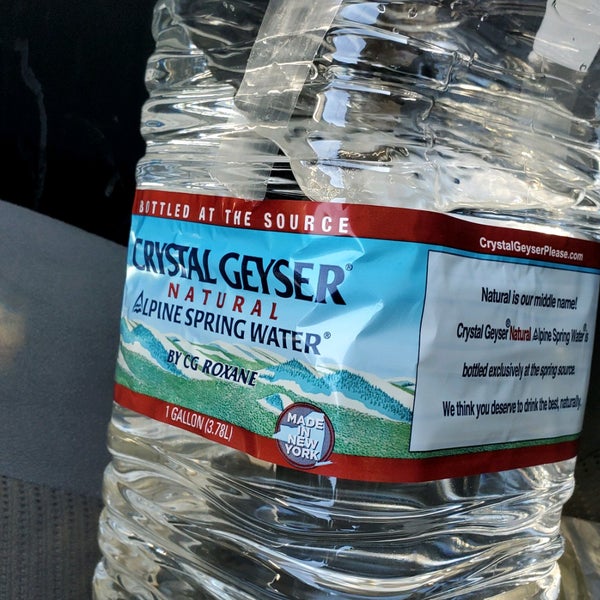 BOTTLED AT THE SOURCE
CRYSTAL GEYSER®
NATURAL
ALPINE SPRING WATER®
BY CG ROXANE
1 GALLON (3.78L)
MADE
IN
NEW
YORK
CrystalGeyserPlease.com
Natural is our middle name!
Crystal Geyser® Natural Alpine Spring Water® is
bottled exclusively at the spring source.
We think you deserve to drink the best, naturally.